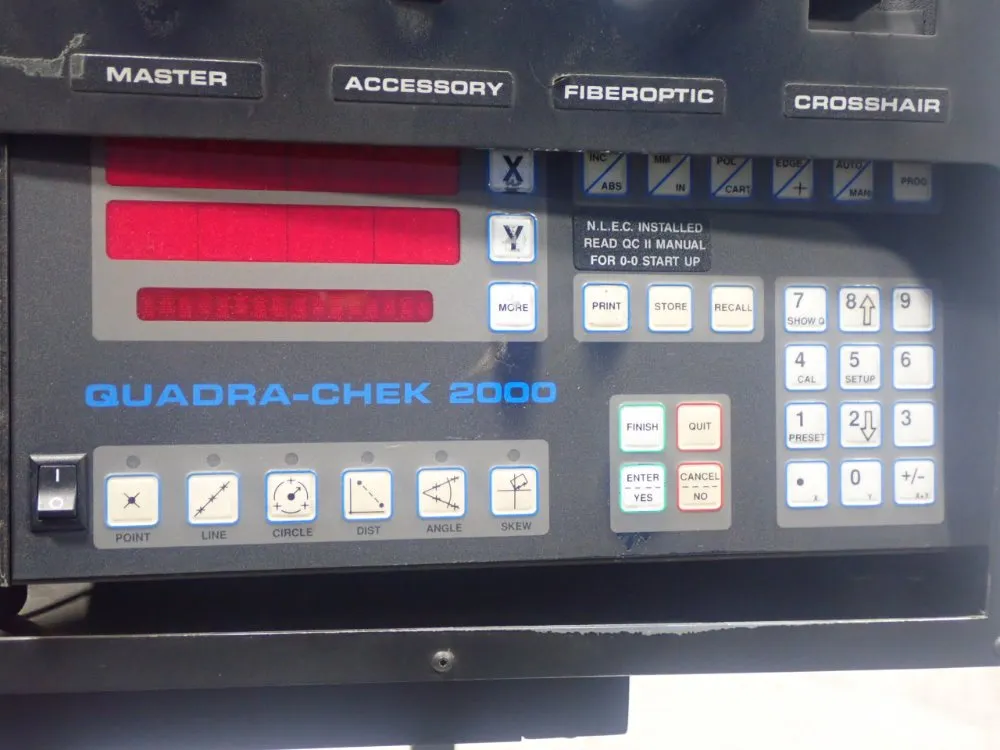 MASTER
ACCESSORY
FIBEROPTIC
CROSSHAIR
X
INC/ABS
MM/IN
POL/CART
EDGE/+
AUTO/MAN
PROG
Y
N.L.E.C. INSTALLED
READ QC II MANUAL
FOR 0-0 START UP
MORE
PRINT
STORE
RECALL
7
SHOW Q
8
9
4
CAL
5
SETUP
6
QUADRA-CHEK 2000
FINISH
QUIT
1
PRESET
2
3
ENTER
YES
CANCEL
NO
.
X
0
Y
+/-
X+Y
I
O
POINT
LINE
CIRCLE
DIST
ANGLE
SKEW